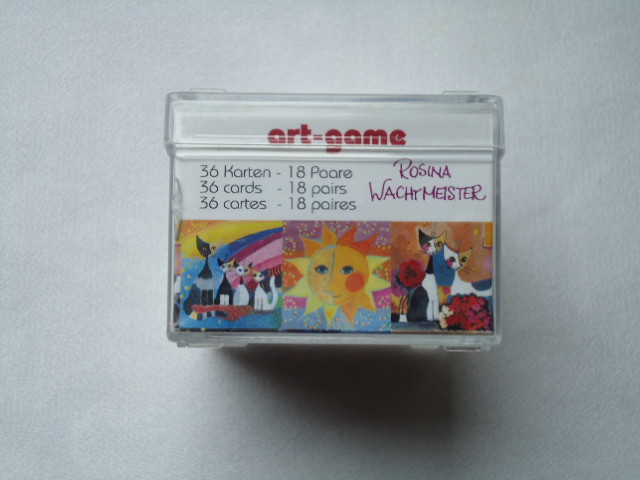 art-game
36 Karten - 18 Paare
36 cards - 18 pairs
36 cartes - 18 paires
ROSINA
WACHTMEISTER